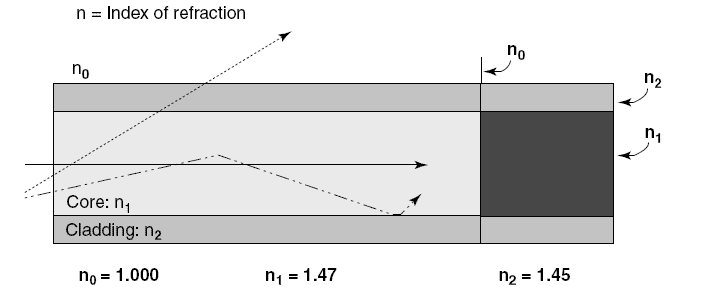 n = Index of refraction
n₀
n₀
n₂
n₁
Core: n₁
Cladding: n₂
n₀ = 1.000 n₁ = 1.47 n₂ = 1.45